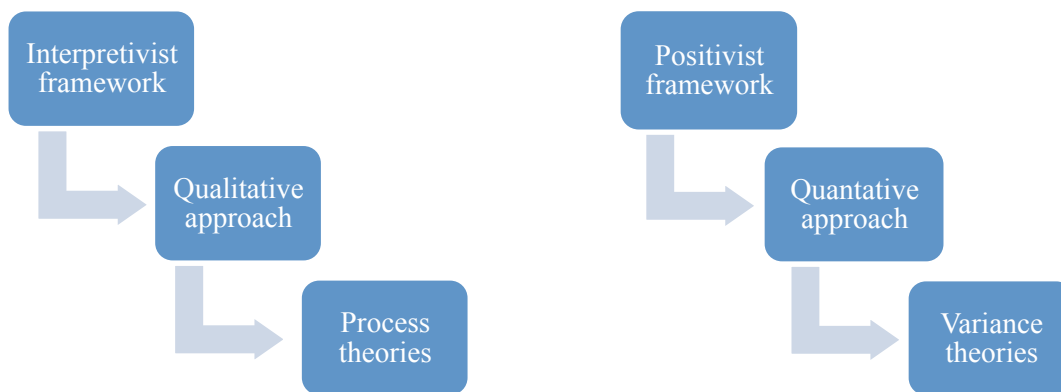 Interpretivist
framework
Qualitative
approach
Process
theories
Positivist
framework
Quantative
approach
Variance
theories